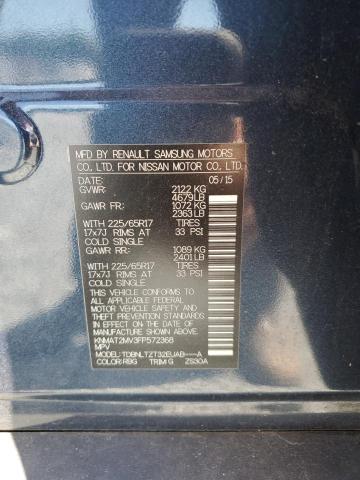 MFD BY RENAULT SAMSUNG MOTORS
CO. LTD. FOR NISSAN MOTOR CO. LTD.
DATE: 05/15
GVWR: 2122 KG
4679 LB
GAWR FR: 1072 KG
2363 LB
WITH 225/65R17 TIRES
17x7J RIMS AT 33 PSI
COLD SINGLE
GAWR RR: 1089 KG
2401 LB
WITH 225/65R17 TIRES
17x7J RIMS AT 33 PSI
COLD SINGLE
THIS VEHICLE CONFORMS TO ALL
APPLICABLE FEDERAL
MOTOR VEHICLE SAFETY
STANDARDS
IN EFFECT ON THE DATE OF
MANUFACTURE SHOWN
ABOVE.
KNMAT2MV3FP572368
MPV
MODEL: TDBNLTZT32EUAB----A
COLOR: RBG TRIM G ZS30A